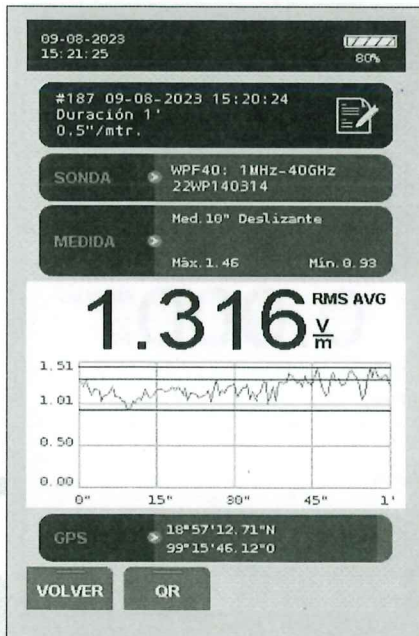 09-08-2023
15:21:25
80%
#187 09-08-2023 15:20:24
Duración 1'
0.5"/mtr.
SONDA
WPF40: 1MHz-40GHz
22WP140314
MEDIDA
Med.10" Deslizante
Máx.1.46 Mín.0.93
1.316 RMS AVG
V/m
1.51
1.01
0.50
0.00
0" 15" 30" 45" 1'
GPS
18°57'12.71"N
99°15'46.12"O
VOLVER QR